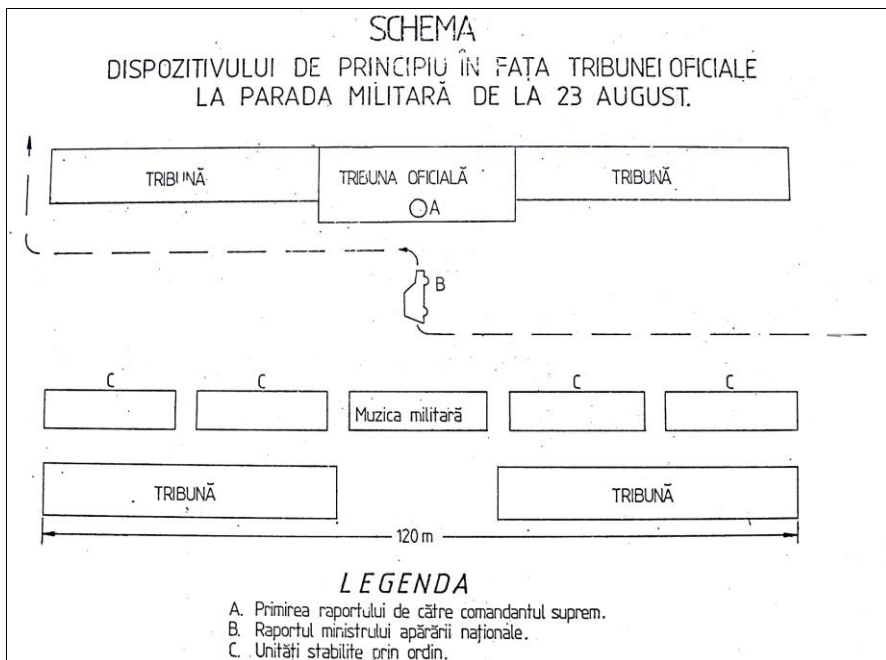 SCHEMA
DISPOZITIVULUI DE PRINCIPIU ÎN FAȚA TRIBUNEI OFICIALE
LA PARADA MILITARĂ DE LA 23 AUGUST.
TRIBUNĂ
TRIBUNA OFICIALĂ
TRIBUNĂ
A
B
C
C
C
C
Muzica militară
TRIBUNĂ
TRIBUNĂ
120 m
LEGENDA
A. Primirea raportului de către comandantul suprem.
B. Raportul ministrului apărării naționale.
C. Unități stabilite prin ordin.